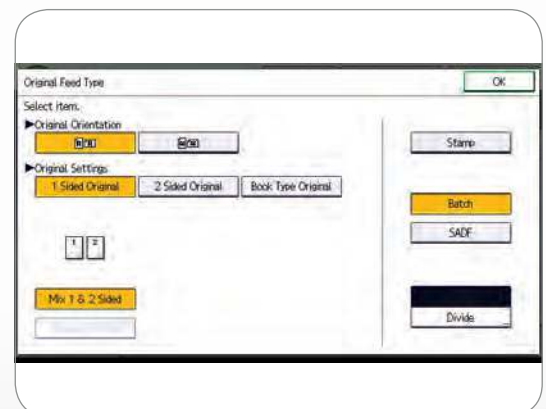 Original Feed Type OK
Select item.
►Original Orientation
Stamp
►Original Settings
1 Sided Original 2 Sided Original Book Type Original
Batch
SADF
1 2
Mix 1 & 2 Sided
Divide